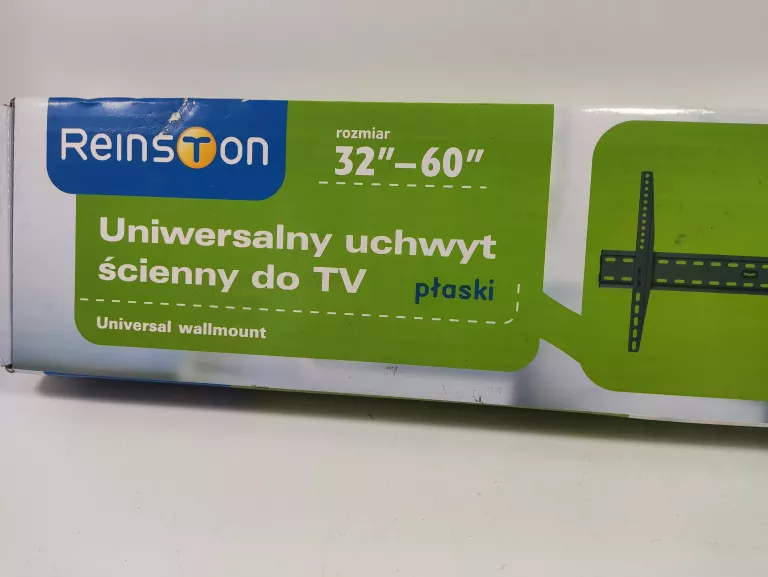 Reinston
rozmiar
32”–60”
Uniwersalny uchwyt
ścienny do TV
płaski
Universal wallmount